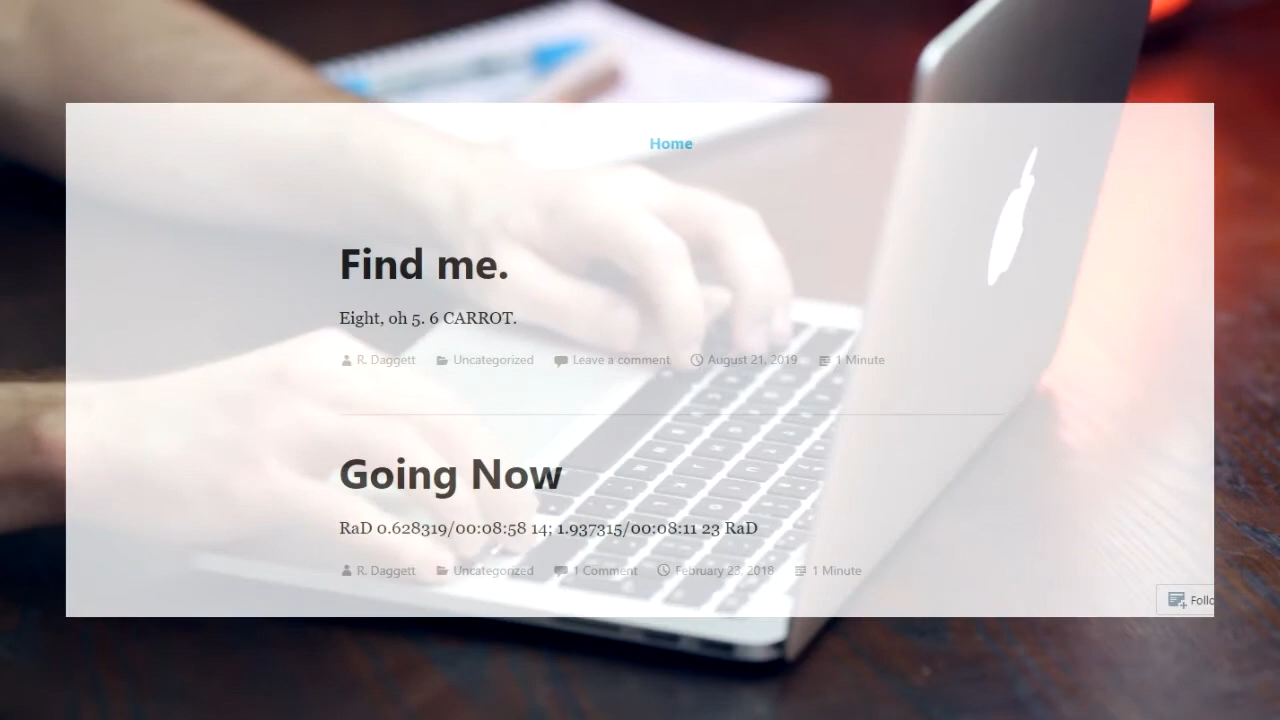 Home
Find me.
Eight, oh 5. 6 CARROT.
R. Daggett Uncategorized Leave a comment August 21, 2019 1 Minute
Going Now
RaD 0.628319/00:08:58 14; 1.937315/00:08:11 23 RaD
R. Daggett Uncategorized 1 Comment February 23, 2018 1 Minute